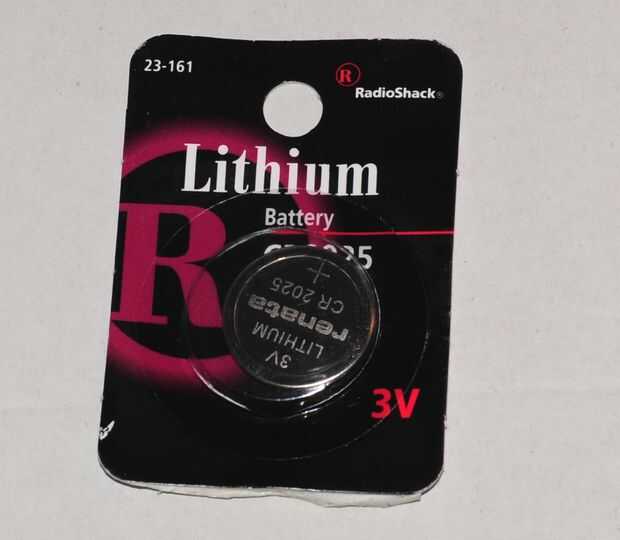 23-161
R
RadioShack®
Lithium
Battery
R
+
CR 2025
renata
LITHIUM
3V
3V